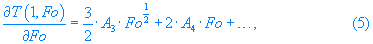 ∂T(1, Fo)/∂Fo = 3/2 · A₃ · Fo^(1/2) + 2 · A₄ · Fo + ..., (5)